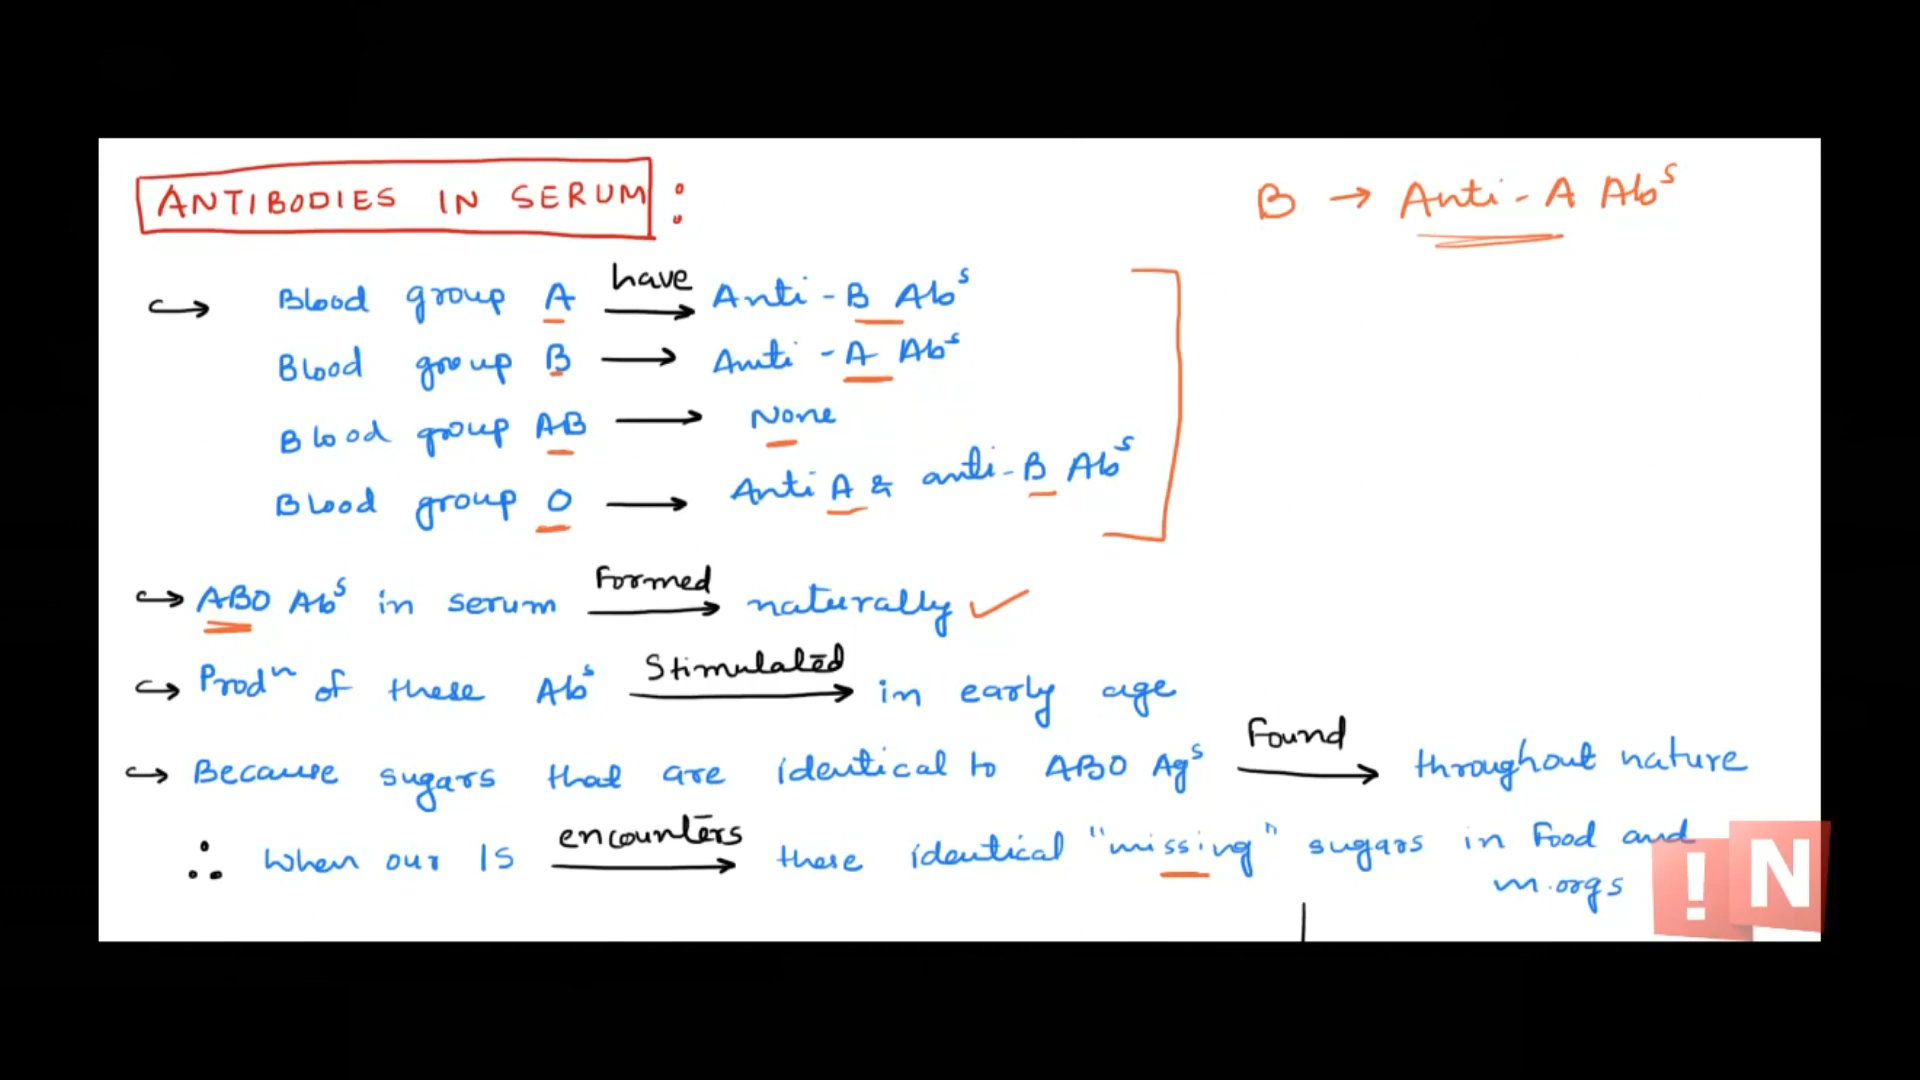 ANTIBODIES IN SERUM :
B → Anti-A Abs
↪ Blood group A have → Anti-B Abs
Blood group B → Anti-A Abs
Blood group AB → None
Blood group O → Anti A & anti-B Abs
↪ ABO Abs in serum Formed → naturally ✓
↪ Prodn of these Abs Stimulated → in early age
↪ Because sugars that are identical to ABO Ags Found → throughout nature
∴ When our IS encounters → these identical "missing" sugars in Food and
m.orgs
!N